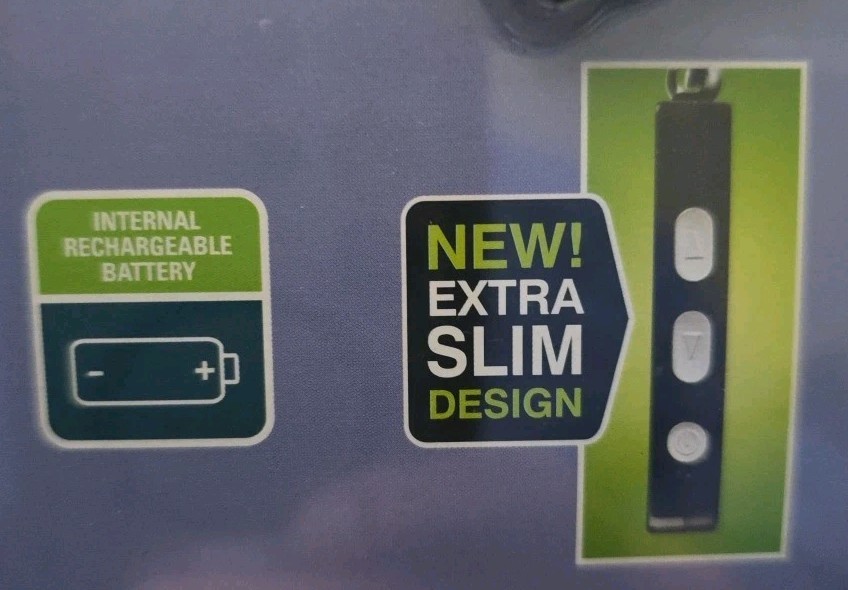 INTERNAL
RECHARGEABLE
BATTERY
- +
NEW!
EXTRA
SLIM
DESIGN